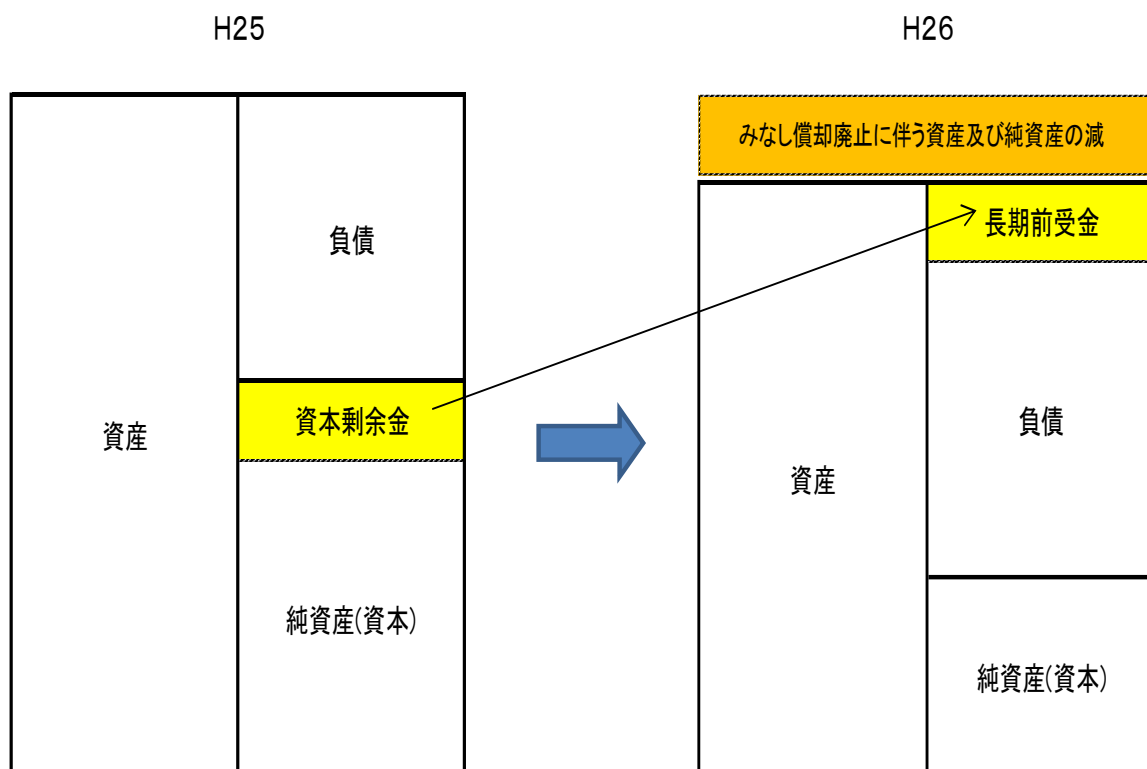 H25
H26
みなし償却廃止に伴う資産及び純資産の減
負債
長期前受金
資産
資本剰余金
資産
負債
純資産(資本)
純資産(資本)